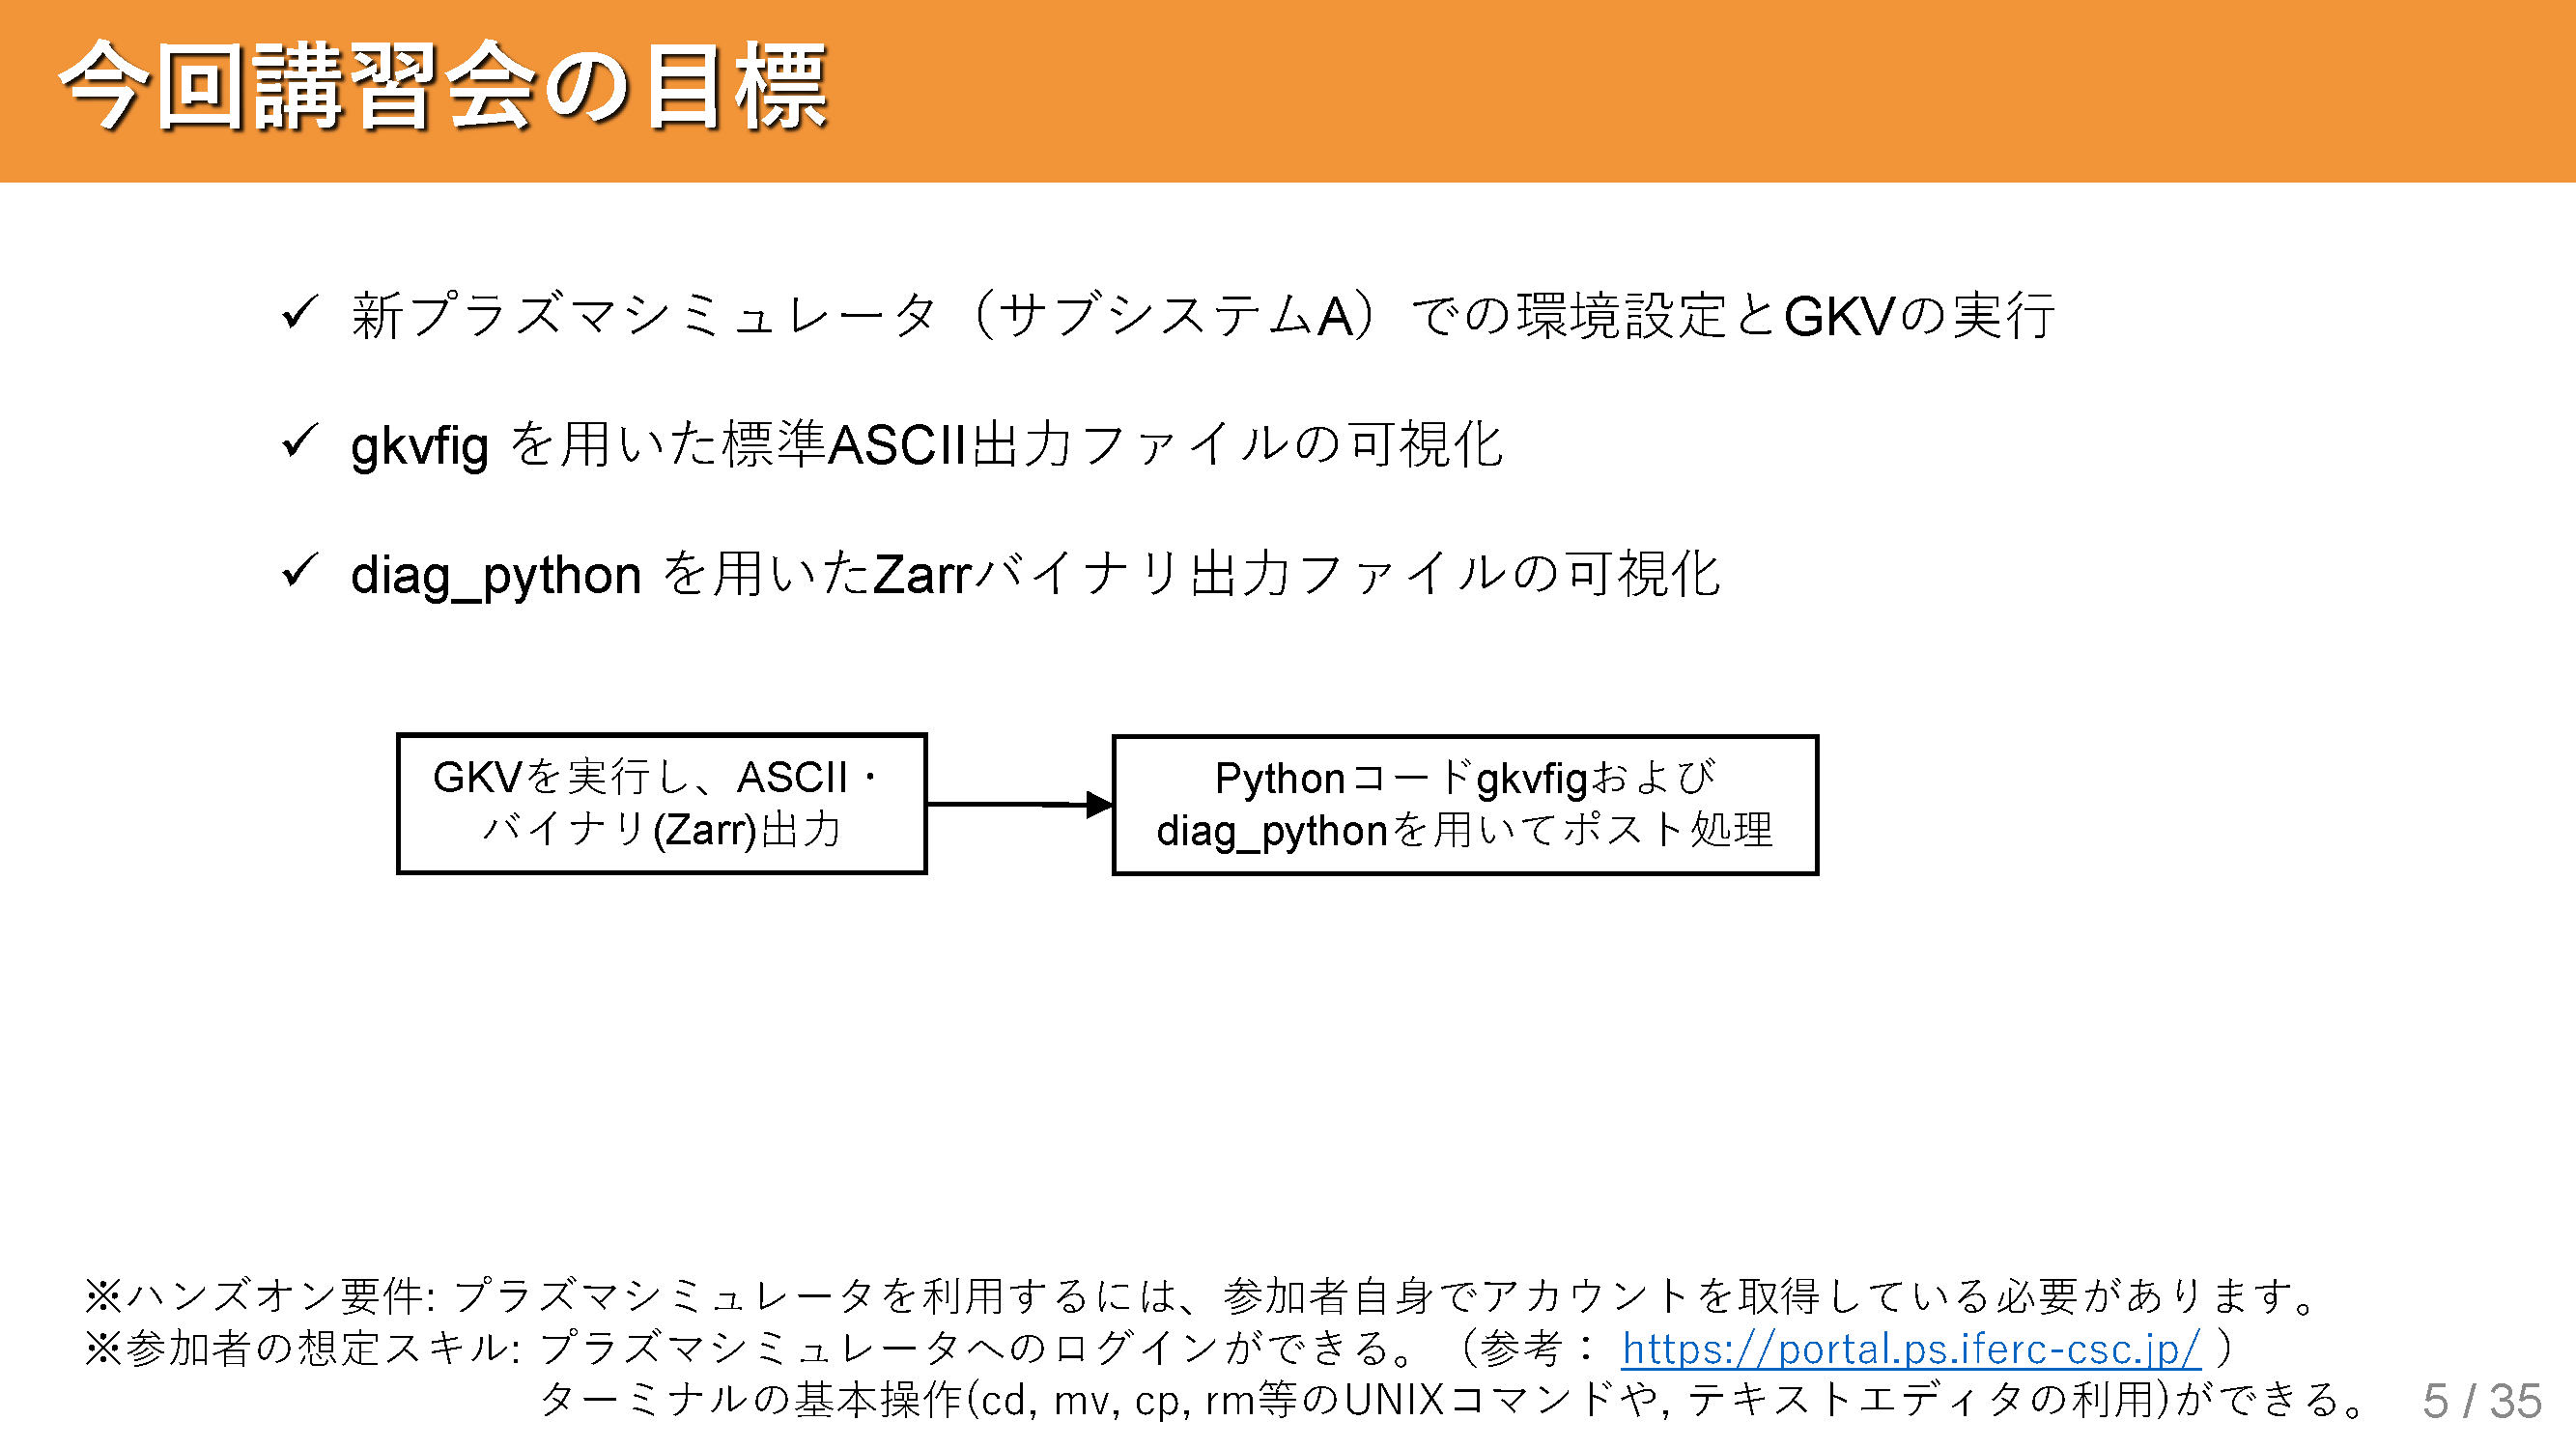 今回講習会の目標
✓ 新プラズマシミュレータ（サブシステムA）での環境設定とGKVの実行
✓ gkvfig を用いた標準ASCII出力ファイルの可視化
✓ diag_python を用いたZarrバイナリ出力ファイルの可視化
GKVを実行し、ASCII・
バイナリ(Zarr)出力
Pythonコードgkvfigおよび
diag_pythonを用いてポスト処理
※ハンズオン要件: プラズマシミュレータを利用するには、参加者自身でアカウントを取得している必要があります。
※参加者の想定スキル: プラズマシミュレータへのログインができる。（参考： https://portal.ps.iferc-csc.jp/ ）
ターミナルの基本操作(cd, mv, cp, rm等のUNIXコマンドや, テキストエディタの利用)ができる。
5 / 35